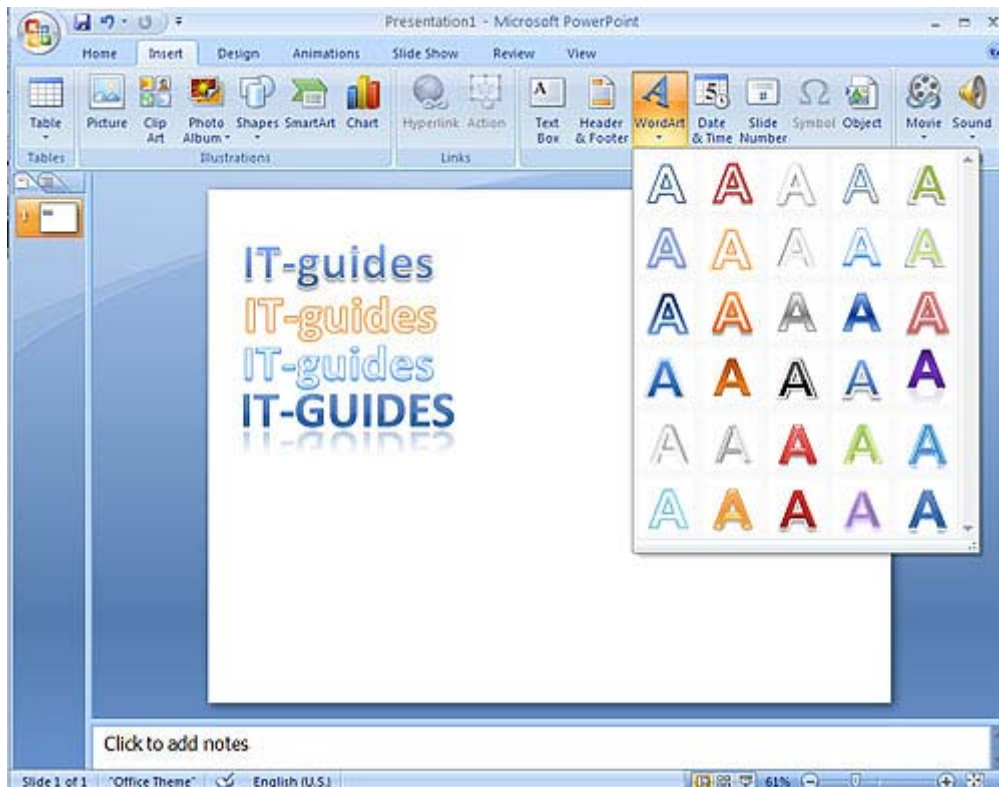 Presentation1 - Microsoft PowerPoint
Home Insert Design Animations Slide Show Review View
Table Picture Clip Art Photo Album Shapes SmartArt Chart Hyperlink Action Text Box Header & Footer WordArt Date & Time Slide Number Symbol Object Movie Sound
Tables Illustrations Links
A A A A A
A A A A A
A A A A A
A A A A A
A A A A A
A A A A A
1
IT-guides
IT-guides
IT-guides
IT-GUIDES
Click to add notes
Slide 1 of 1 "Office Theme" English (U.S.) 61%